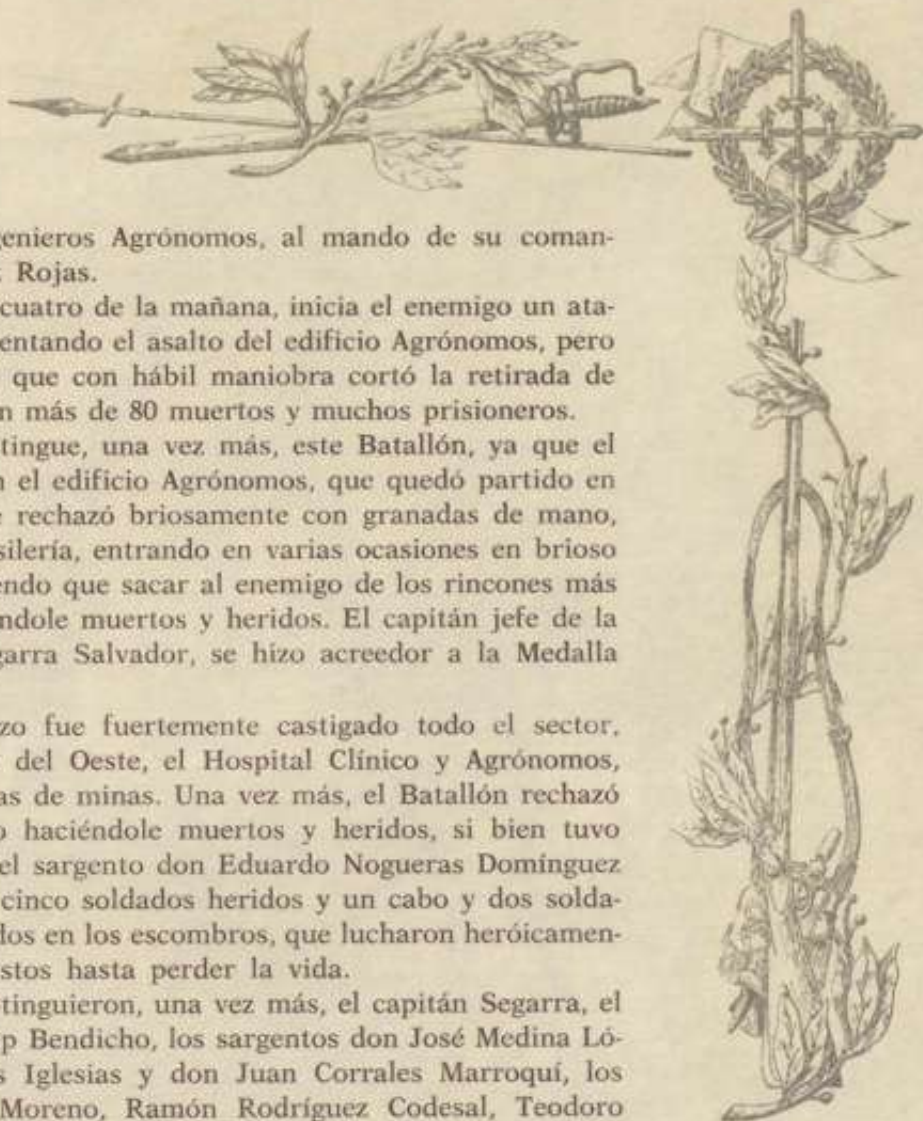 genieros Agrónomos, al mando de su coman-
Rojas.
cuatro de la mañana, inicia el enemigo un ata-
entando el asalto del edificio Agrónomos, pero
que con hábil maniobra cortó la retirada de
n más de 80 muertos y muchos prisioneros.
tingue, una vez más, este Batallón, ya que el
n el edificio Agrónomos, que quedó partido en
e rechazó briosamente con granadas de mano,
silería, entrando en varias ocasiones en brioso
endo que sacar al enemigo de los rincones más
éndole muertos y heridos. El capitán jefe de la
garra Salvador, se hizo acreedor a la Medalla
zo fue fuertemente castigado todo el sector,
del Oeste, el Hospital Clínico y Agrónomos,
as de minas. Una vez más, el Batallón rechazó
o haciéndole muertos y heridos, si bien tuvo
el sargento don Eduardo Nogueras Domínguez
cinco soldados heridos y un cabo y dos solda-
dos en los escombros, que lucharon heróicamen-
stos hasta perder la vida.
tinguieron, una vez más, el capitán Segarra, el
p Bendicho, los sargentos don José Medina Ló-
s Iglesias y don Juan Corrales Marroquí, los
Moreno, Ramón Rodríguez Codesal, Teodoro